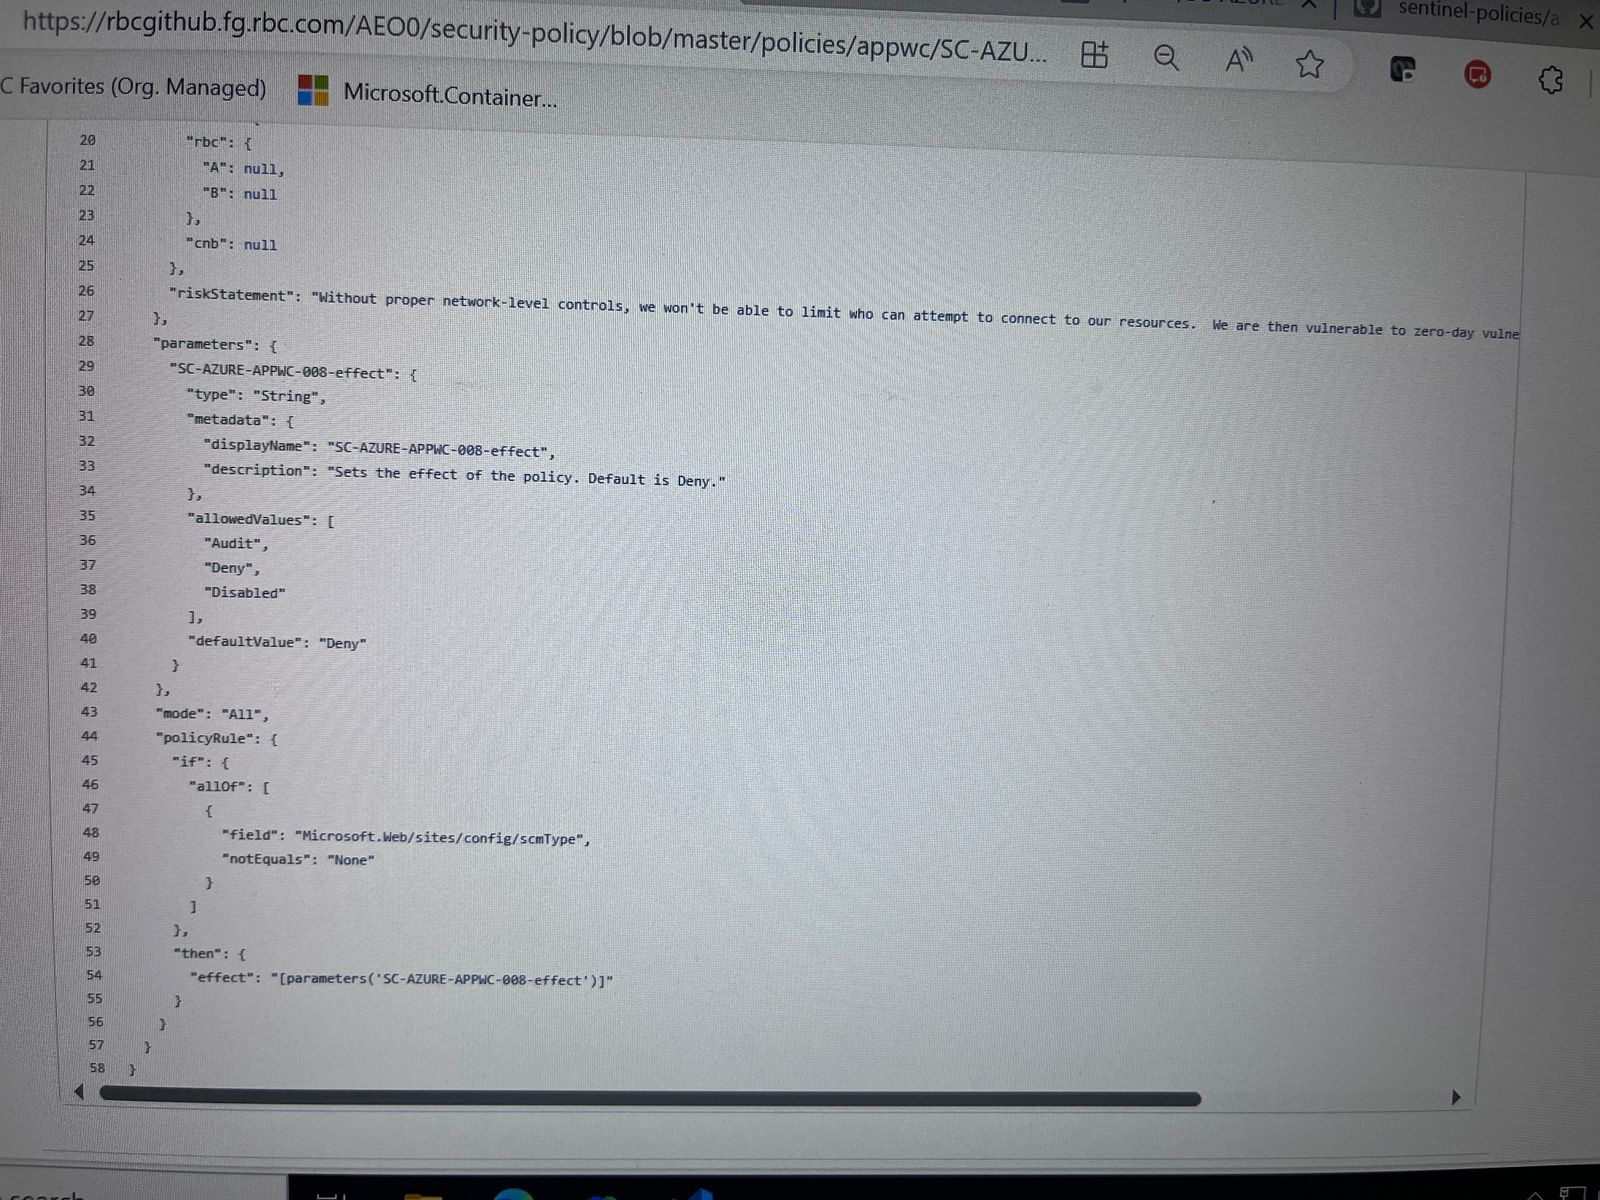 sentinel-policies/a
https://rbcgithub.fg.rbc.com/AEO0/security-policy/blob/master/policies/appwc/SC-AZU...
C Favorites (Org. Managed)
Microsoft.Container...
20 "rbc": {
21 "A": null,
22 "B": null
23 },
24 "cnb": null
25 },
26 "riskStatement": "Without proper network-level controls, we won't be able to limit who can attempt to connect to our resources.  We are then vulnerable to zero-day vulne
27 },
28 "parameters": {
29 "SC-AZURE-APPWC-008-effect": {
30 "type": "String",
31 "metadata": {
32 "displayName": "SC-AZURE-APPWC-008-effect",
33 "description": "Sets the effect of the policy. Default is Deny."
34 },
35 "allowedValues": [
36 "Audit",
37 "Deny",
38 "Disabled"
39 ],
40 "defaultValue": "Deny"
41 }
42 },
43 "mode": "All",
44 "policyRule": {
45 "if": {
46 "allOf": [
47 {
48 "field": "Microsoft.Web/sites/config/scmType",
49 "notEquals": "None"
50 }
51 ]
52 },
53 "then": {
54 "effect": "[parameters('SC-AZURE-APPWC-008-effect')]"
55 }
56 }
57 }
58 }